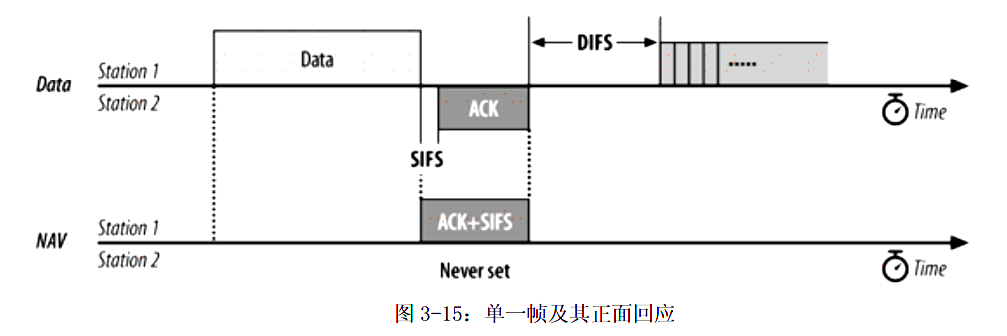 DIFS
Data
.....
Station 1
Data
Station 2
ACK
Time
SIFS
Station 1
ACK+SIFS
NAV
Station 2
Never set
Time
图 3-15：单一帧及其正面回应